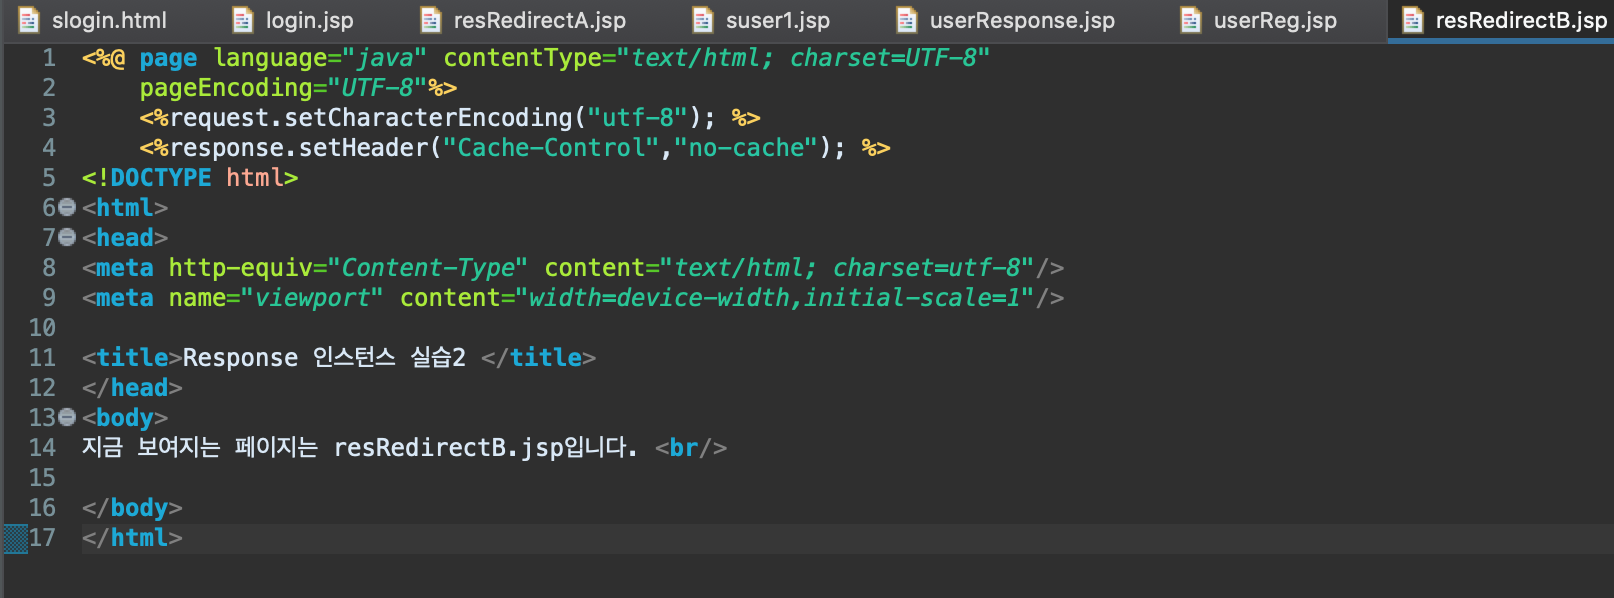 slogin.html login.jsp resRedirectA.jsp suser1.jsp userResponse.jsp userReg.jsp resRedirectB.jsp
1 <%@ page language="java" contentType="text/html; charset=UTF-8"
2     pageEncoding="UTF-8"%>
3     <%request.setCharacterEncoding("utf-8"); %>
4     <%response.setHeader("Cache-Control","no-cache"); %>
5 <!DOCTYPE html>
6 <html>
7 <head>
8 <meta http-equiv="Content-Type" content="text/html; charset=utf-8"/>
9 <meta name="viewport" content="width=device-width,initial-scale=1"/>
10
11 <title>Response 인스턴스 실습2 </title>
12 </head>
13 <body>
14 지금 보여지는 페이지는 resRedirectB.jsp입니다. <br/>
15
16 </body>
17 </html>